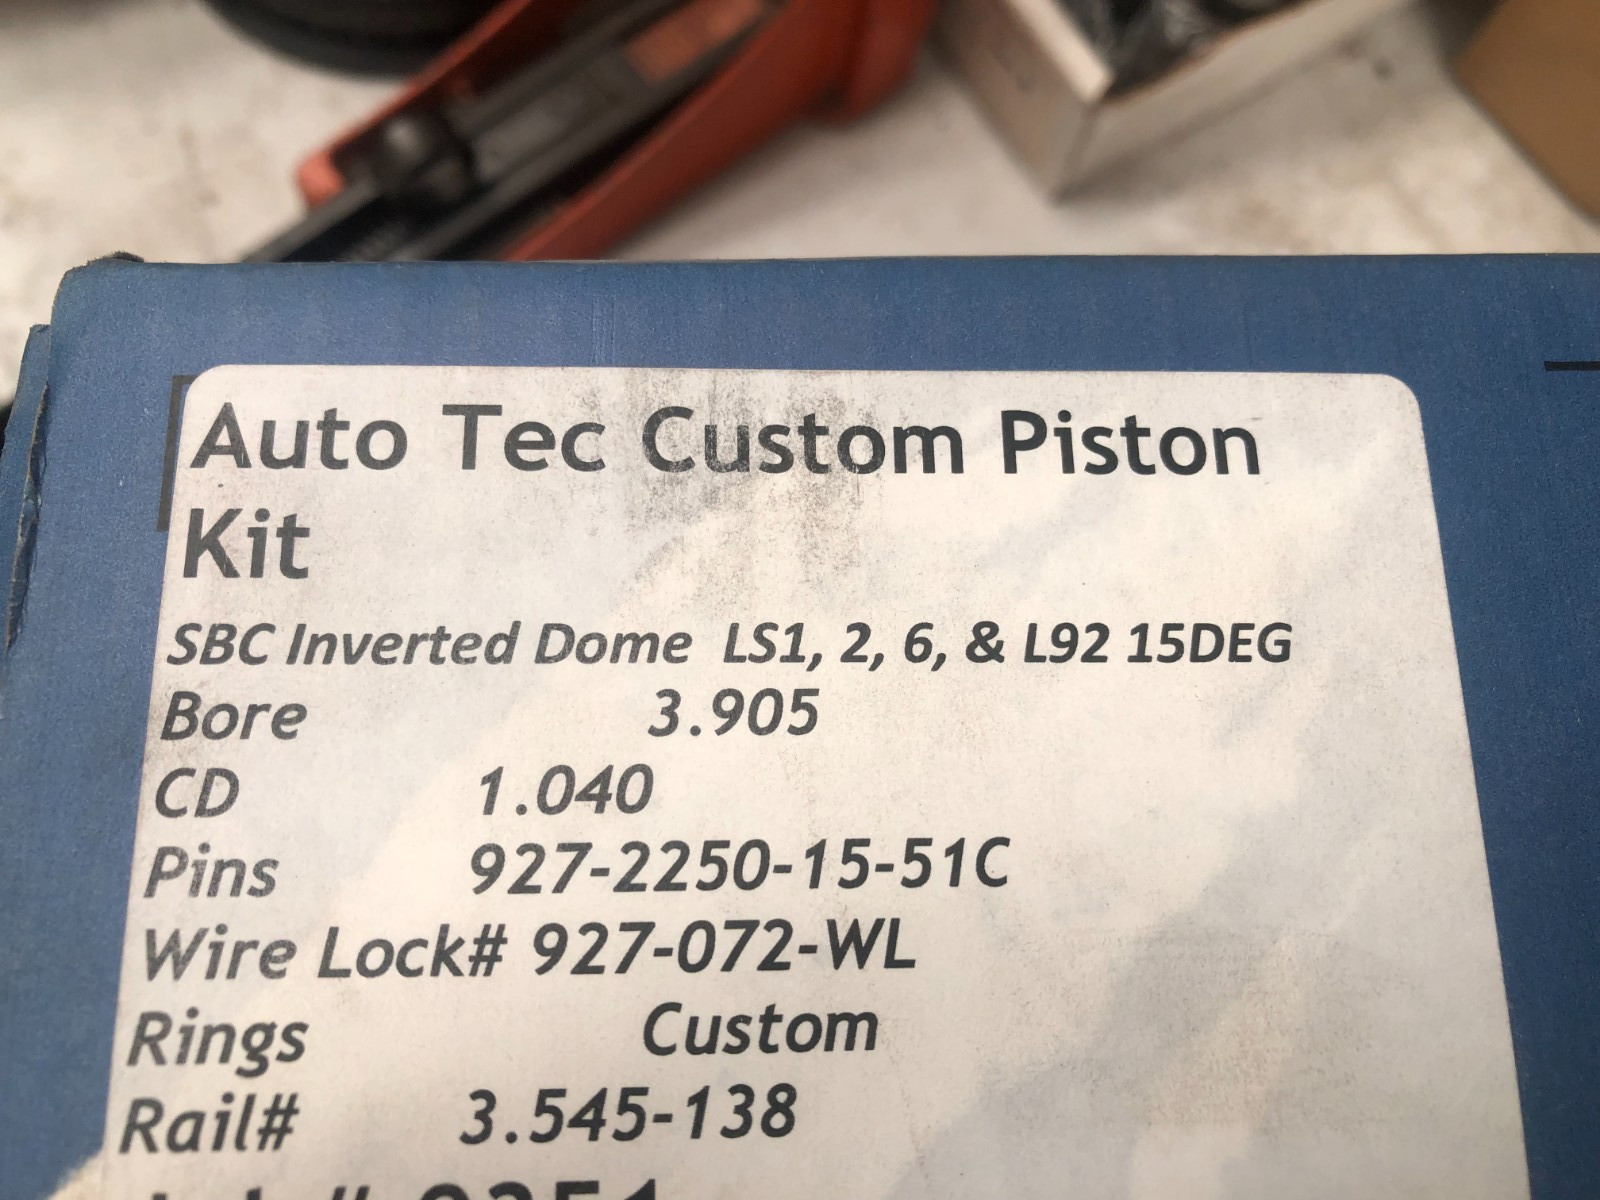 Auto Tec Custom Piston
Kit
SBC Inverted Dome LS1, 2, 6, & L92 15DEG
Bore 3.905
CD 1.040
Pins 927-2250-15-51C
Wire Lock# 927-072-WL
Rings Custom
Rail# 3.545-138